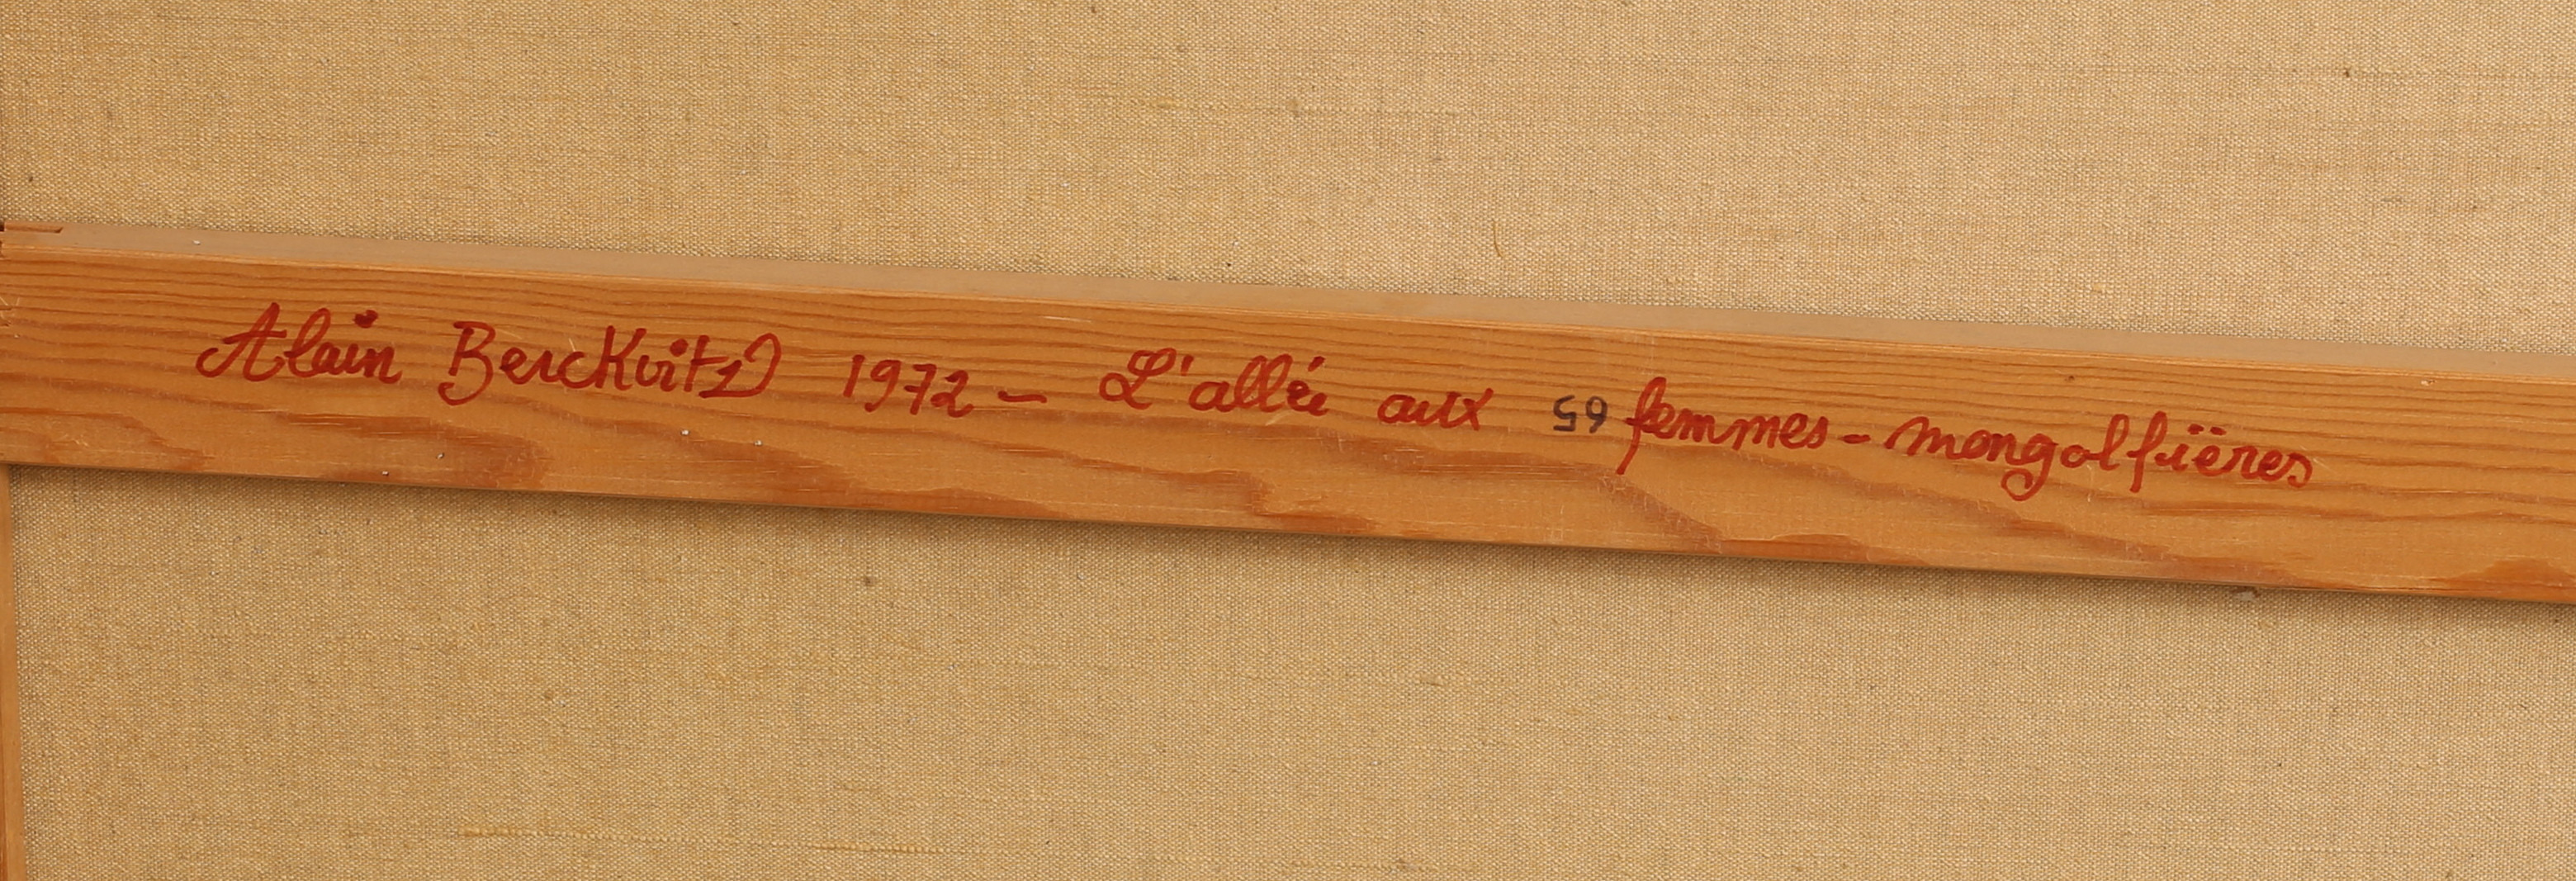 Alain BercKvitz 1972 - L'allée aux 65 femmes-mongolfières